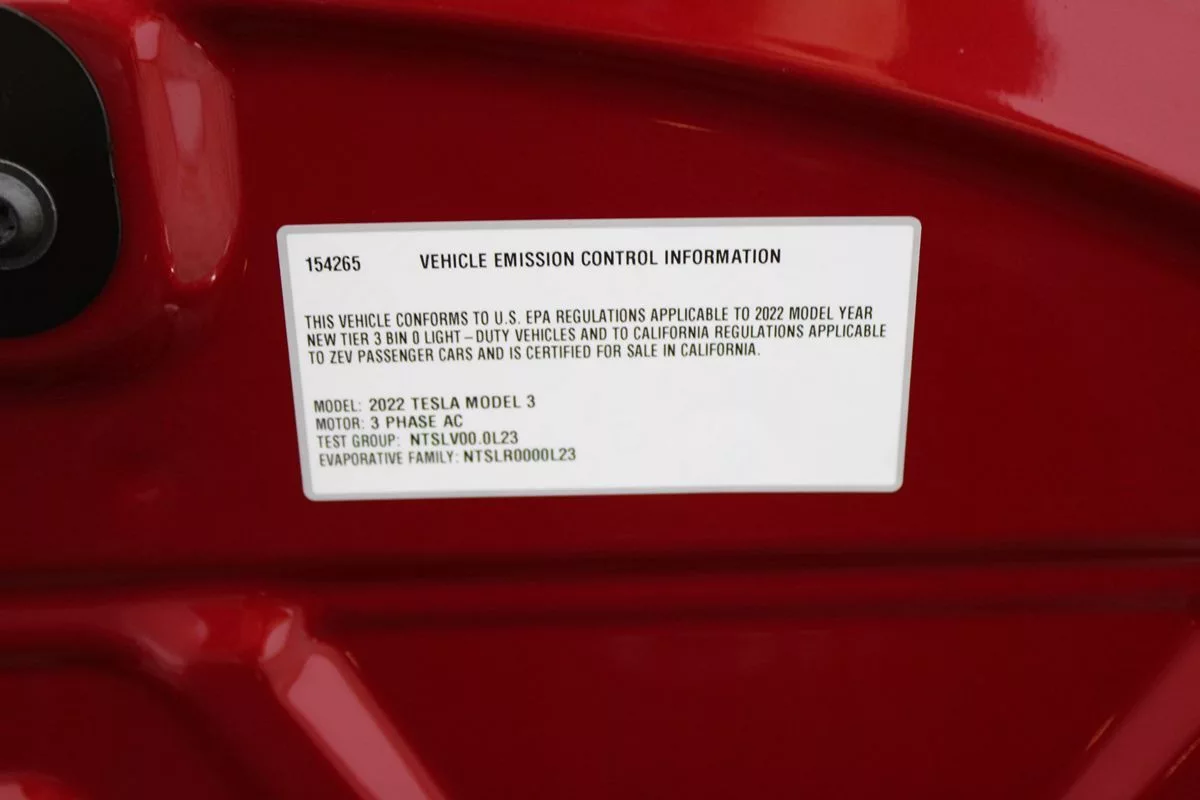 154265 VEHICLE EMISSION CONTROL INFORMATION
THIS VEHICLE CONFORMS TO U.S. EPA REGULATIONS APPLICABLE TO 2022 MODEL YEAR
NEW TIER 3 BIN 0 LIGHT–DUTY VEHICLES AND TO CALIFORNIA REGULATIONS APPLICABLE
TO ZEV PASSENGER CARS AND IS CERTIFIED FOR SALE IN CALIFORNIA.
MODEL: 2022 TESLA MODEL 3
MOTOR: 3 PHASE AC
TEST GROUP: NTSLV00.0L23
EVAPORATIVE FAMILY: NTSLR0000L23